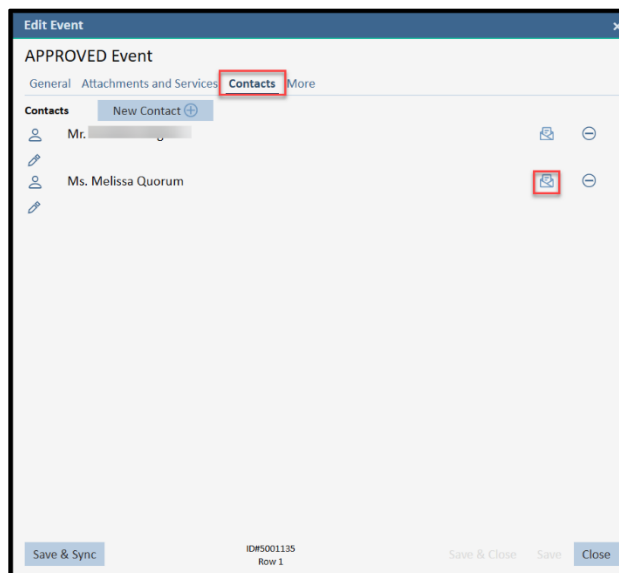 Edit Event ×
APPROVED Event
General Attachments and Services Contacts More
Contacts New Contact
Mr.
Ms. Melissa Quorum
Save & Sync ID#5001135 Save & Close Save Close
Row 1